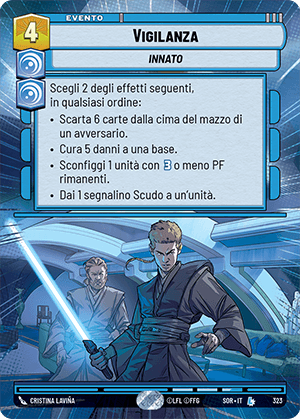 4
EVENTO
VIGILANZA
INNATO
Scegli 2 degli effetti seguenti,
in qualsiasi ordine:
• Scarta 6 carte dalla cima del mazzo di
un avversario.
• Cura 5 danni a una base.
• Sconfiggi 1 unità con 3 o meno PF
rimanenti.
• Dai 1 segnalino Scudo a un'unità.
CRISTINA LAVIÑA ©LFL ©FFG SOR•IT L 323